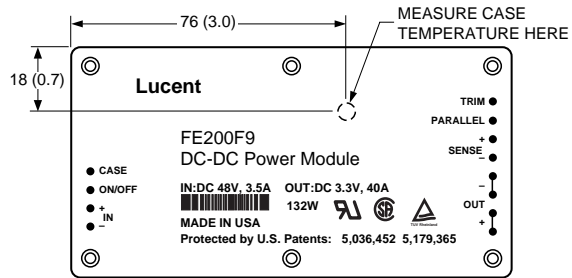 76 (3.0)
MEASURE CASE
TEMPERATURE HERE
18 (0.7)
Lucent
TRIM
PARALLEL
+
SENSE
–
FE200F9
DC-DC Power Module
CASE
ON/OFF
+
IN
–
IN:DC 48V, 3.5A OUT:DC 3.3V, 40A
132W
–
OUT
+
MADE IN USA
TÜV Rheinland
Protected by U.S. Patents: 5,036,452 5,179,365